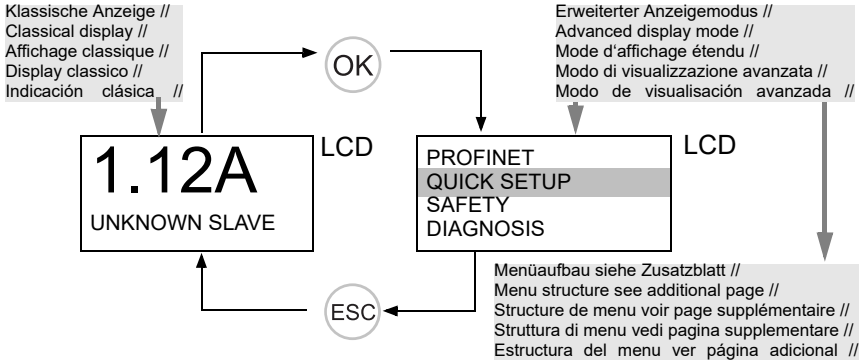 Klassische Anzeige //
Classical display //
Affichage classique //
Display classico //
Indicación clásica //
Erweiterter Anzeigemodus //
Advanced display mode //
Mode d'affichage étendu //
Modo di visualizzazione avanzata //
Modo de visualisación avanzada //
OK
LCD
1.12A
UNKNOWN SLAVE
LCD
PROFINET
QUICK SETUP
SAFETY
DIAGNOSIS
ESC
Menüaufbau siehe Zusatzblatt //
Menu structure see additional page //
Structure de menu voir page supplémentaire //
Struttura di menu vedi pagina supplementare //
Estructura del menu ver página adicional //